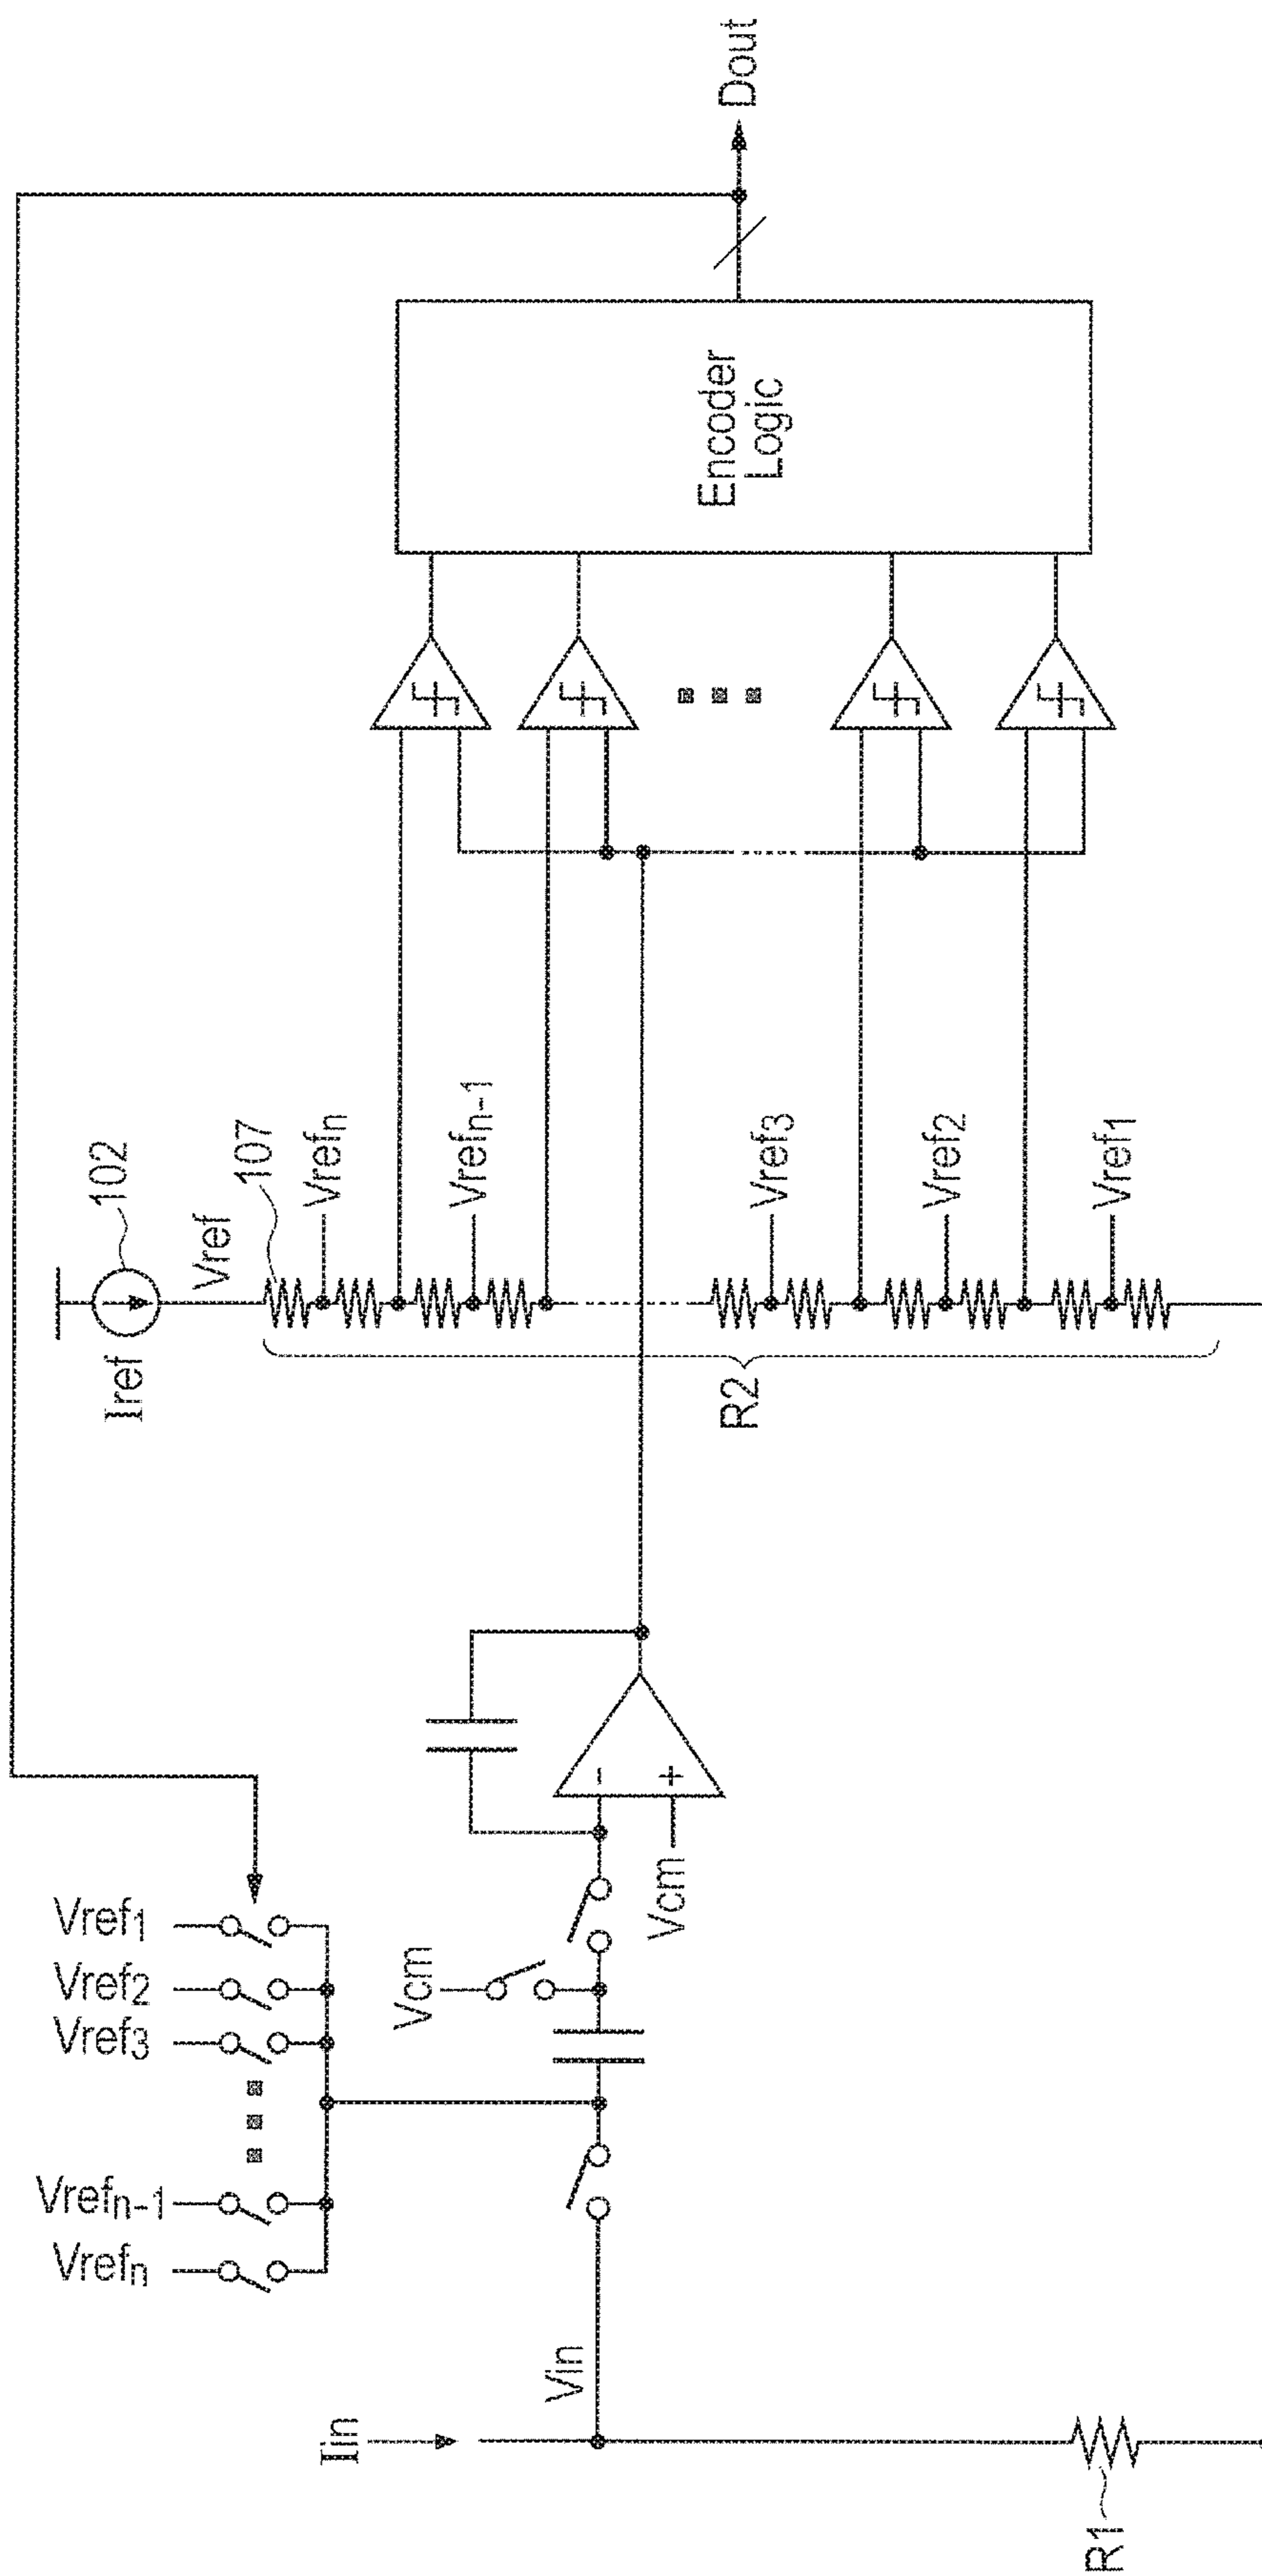 Iin
Vin
R1
Vrefn
Vrefn-1
Vref3
Vref2
Vref1
Vcm
Vcm
-
+
Iref
102
Vref
107
R2
Vrefn
Vrefn-1
Vref3
Vref2
Vref1
Encoder
Logic
Dout